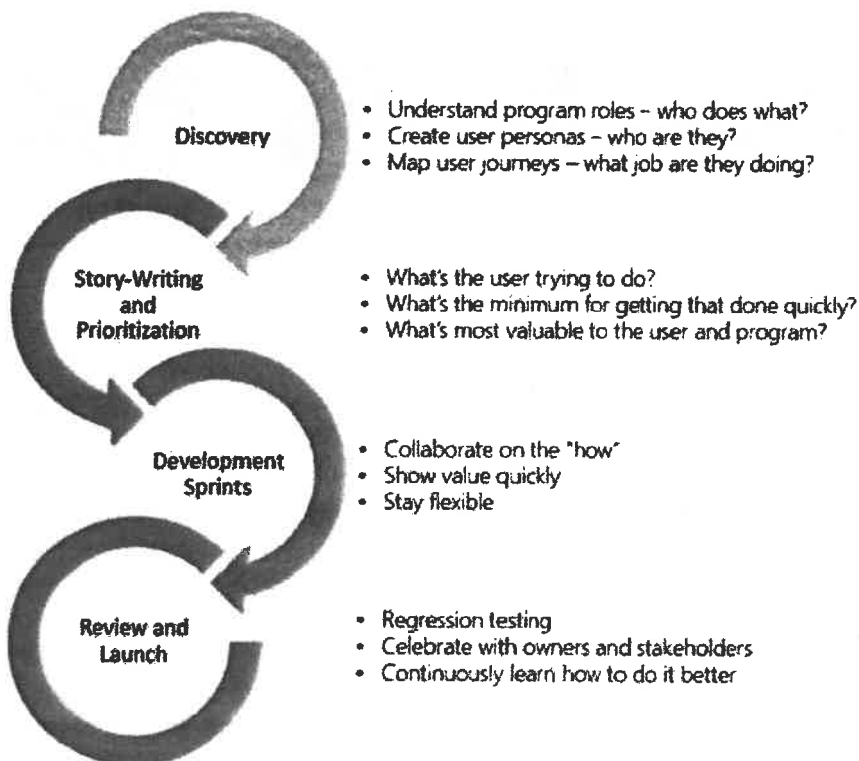 Discovery
• Understand program roles – who does what?
• Create user personas – who are they?
• Map user journeys – what job are they doing?
Story-Writing
and
Prioritization
• What's the user trying to do?
• What's the minimum for getting that done quickly?
• What's most valuable to the user and program?
Development
Sprints
• Collaborate on the "how"
• Show value quickly
• Stay flexible
Review and
Launch
• Regression testing
• Celebrate with owners and stakeholders
• Continuously learn how to do it better